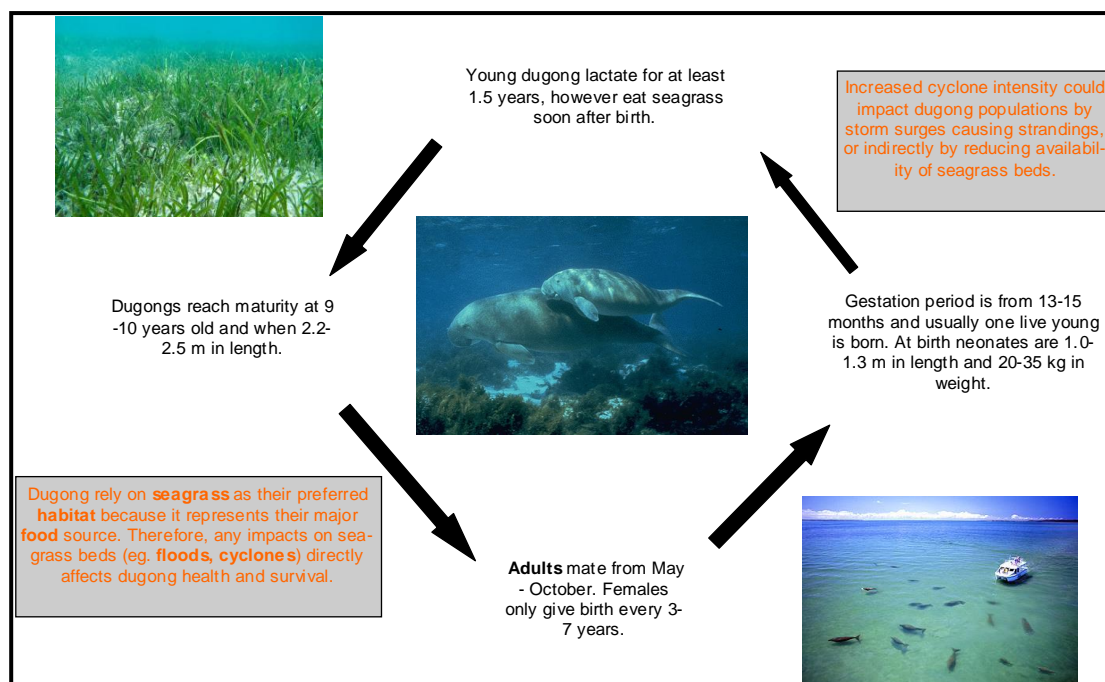 Young dugong lactate for at least
1.5 years, however eat seagrass
soon after birth.
Increased cyclone intensity could
impact dugong populations by
storm surges causing strandings,
or indirectly by reducing availabil-
ity of seagrass beds.
Dugongs reach maturity at 9
-10 years old and when 2.2-
2.5 m in length.
Gestation period is from 13-15
months and usually one live young
is born. At birth neonates are 1.0-
1.3 m in length and 20-35 kg in
weight.
Dugong rely on seagrass as their preferred
habitat because it represents their major
food source. Therefore, any impacts on sea-
grass beds (eg. floods, cyclones) directly
affects dugong health and survival.
Adults mate from May
- October. Females
only give birth every 3-
7 years.